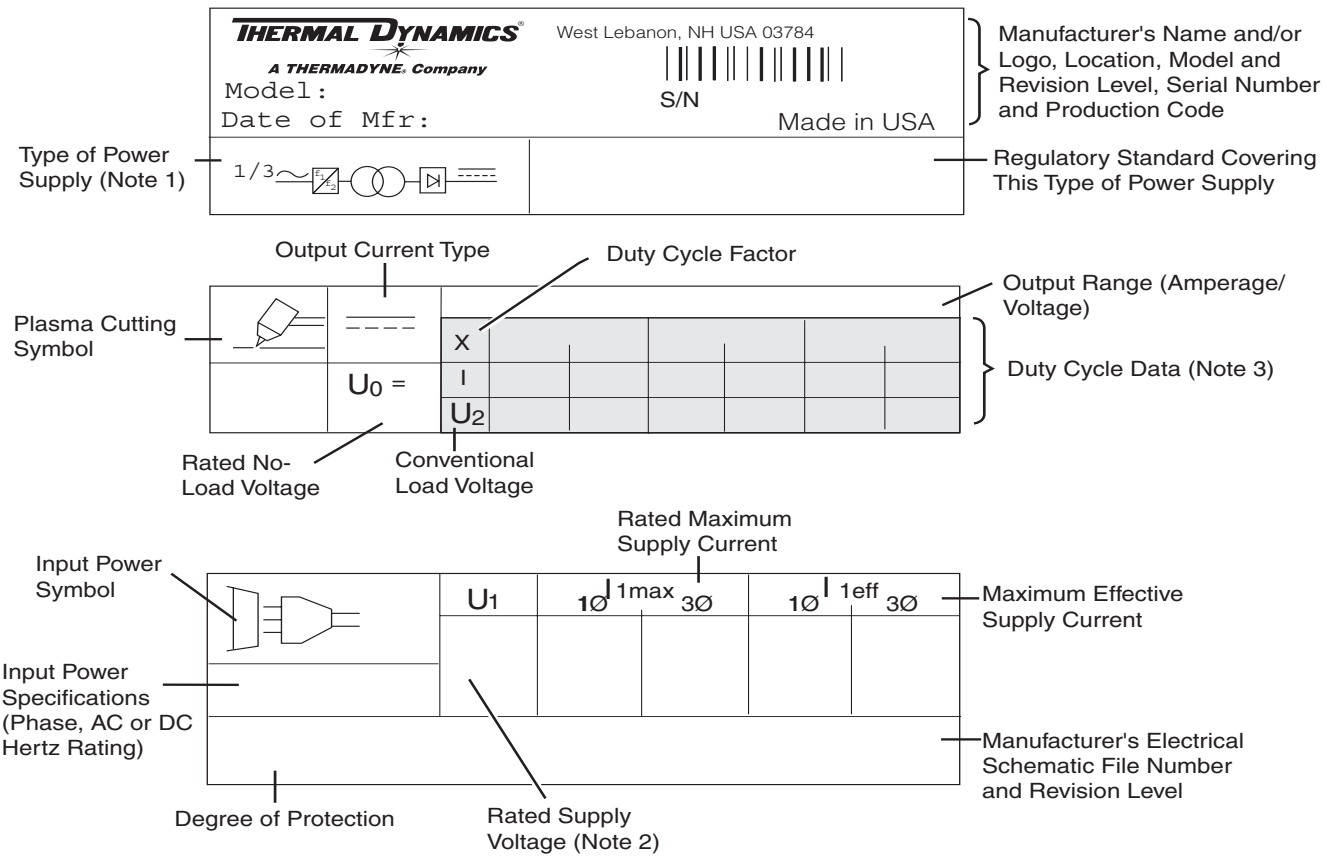 THERMAL DYNAMICS®
West Lebanon, NH USA 03784
A THERMADYNE® Company
Model:
S/N
Date of Mfr:
Made in USA
Manufacturer's Name and/or
Logo, Location, Model and
Revision Level, Serial Number
and Production Code
Type of Power
Supply (Note 1)
1/3
f1
f2
Regulatory Standard Covering
This Type of Power Supply
Output Current Type
Duty Cycle Factor
Output Range (Amperage/
Voltage)
Plasma Cutting
Symbol
X
I
U0 =
U2
Duty Cycle Data (Note 3)
Rated No-
Load Voltage
Conventional
Load Voltage
Rated Maximum
Supply Current
Input Power
Symbol
U1
1Ø I 1max 3Ø
1Ø I 1eff 3Ø
Maximum Effective
Supply Current
Input Power
Specifications
(Phase, AC or DC
Hertz Rating)
Manufacturer's Electrical
Schematic File Number
and Revision Level
Degree of Protection
Rated Supply
Voltage (Note 2)